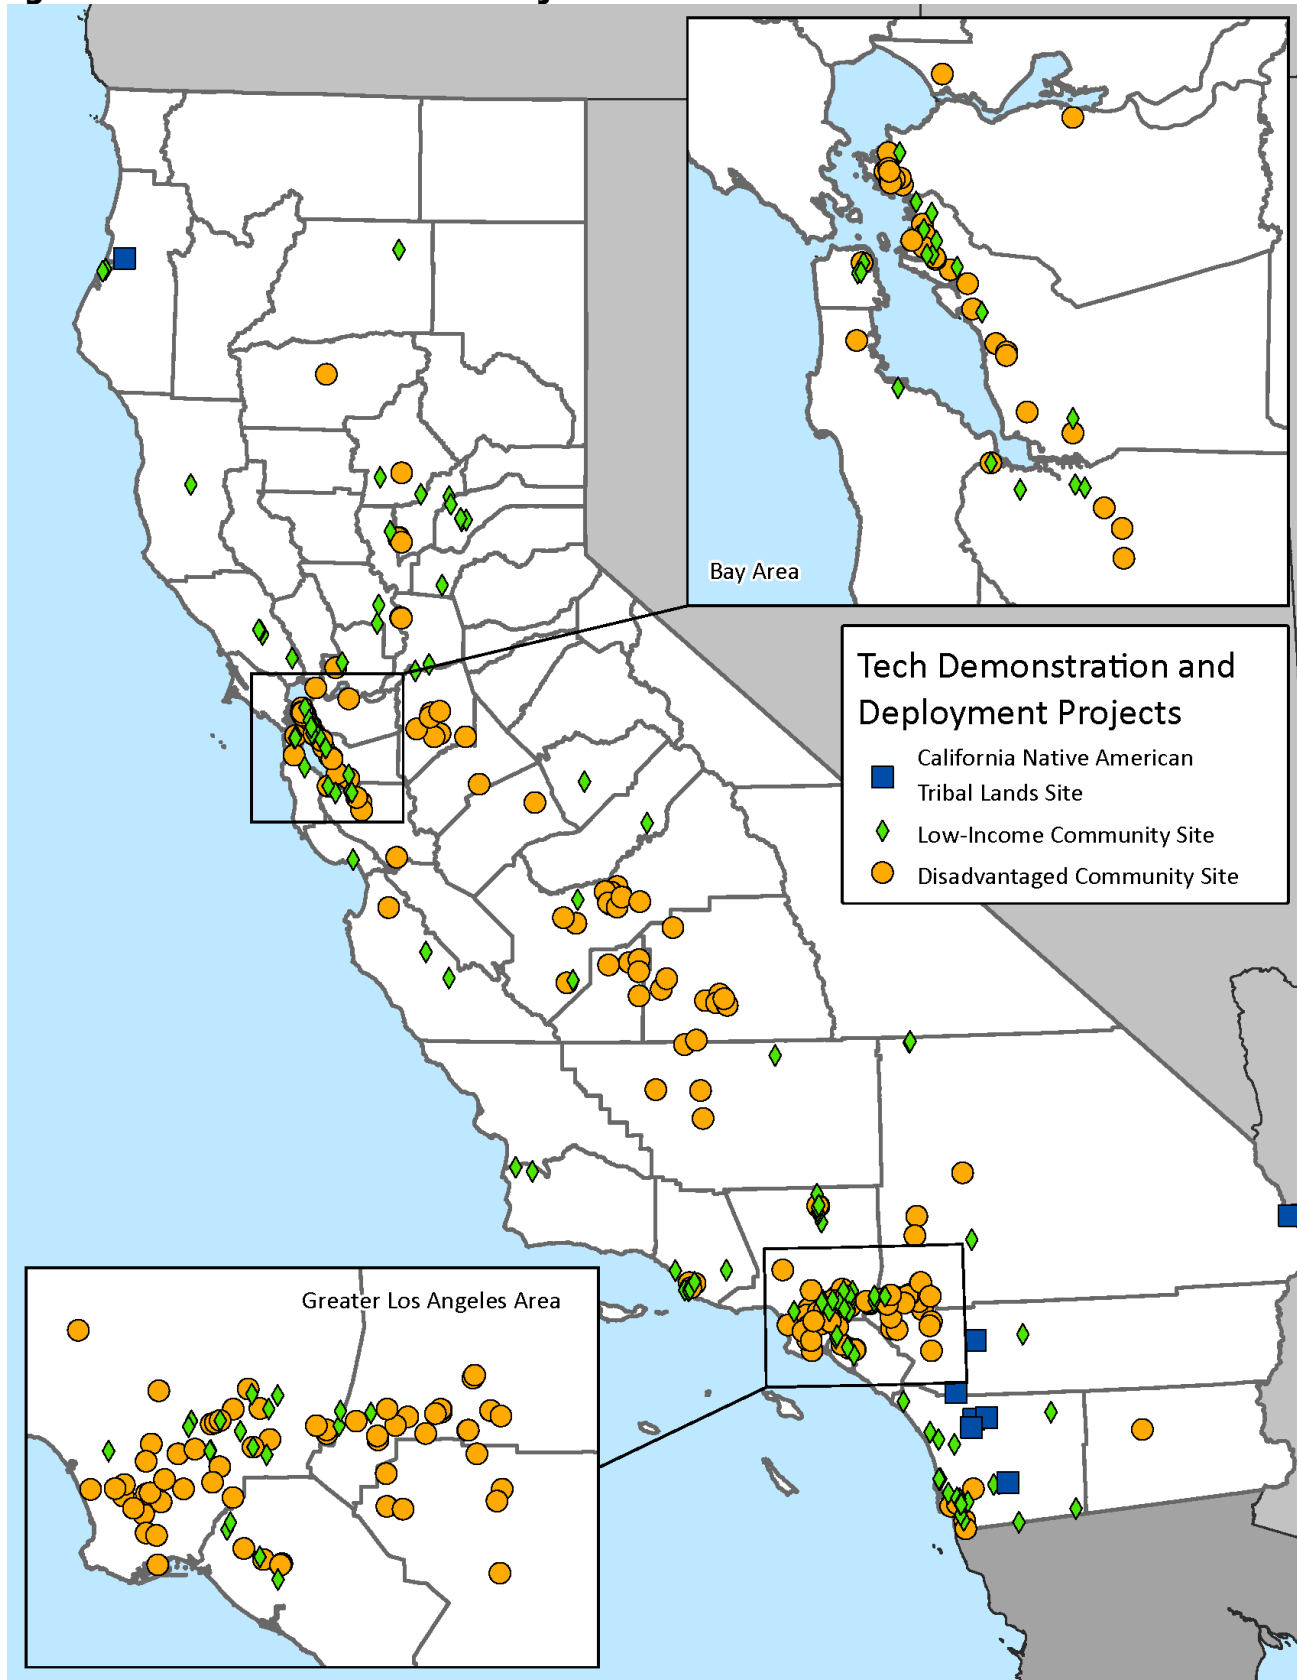 Bay Area
Tech Demonstration and
Deployment Projects
California Native American
Tribal Lands Site
Low-Income Community Site
Disadvantaged Community Site
Greater Los Angeles Area